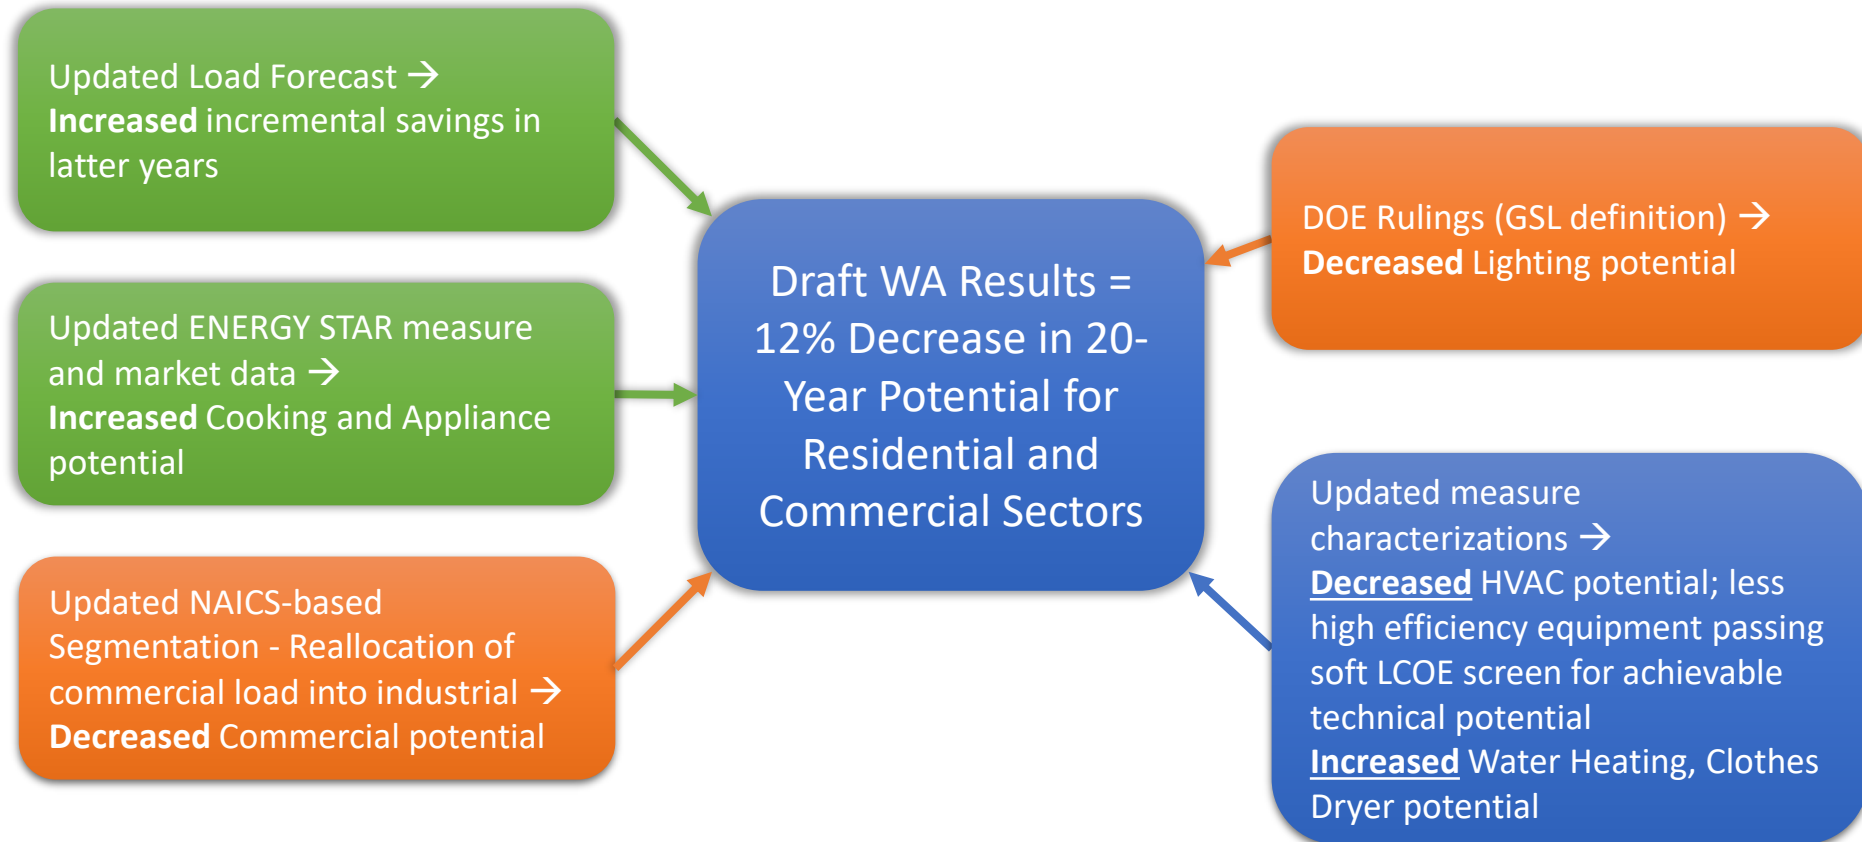 Updated Load Forecast →
Increased incremental savings in
latter years
Updated ENERGY STAR measure
and market data →
Increased Cooking and Appliance
potential
Updated NAICS-based
Segmentation - Reallocation of
commercial load into industrial →
Decreased Commercial potential
Draft WA Results =
12% Decrease in 20-
Year Potential for
Residential and
Commercial Sectors
DOE Rulings (GSL definition) →
Decreased Lighting potential
Updated measure
characterizations →
Decreased HVAC potential; less
high efficiency equipment passing
soft LCOE screen for achievable
technical potential
Increased Water Heating, Clothes
Dryer potential